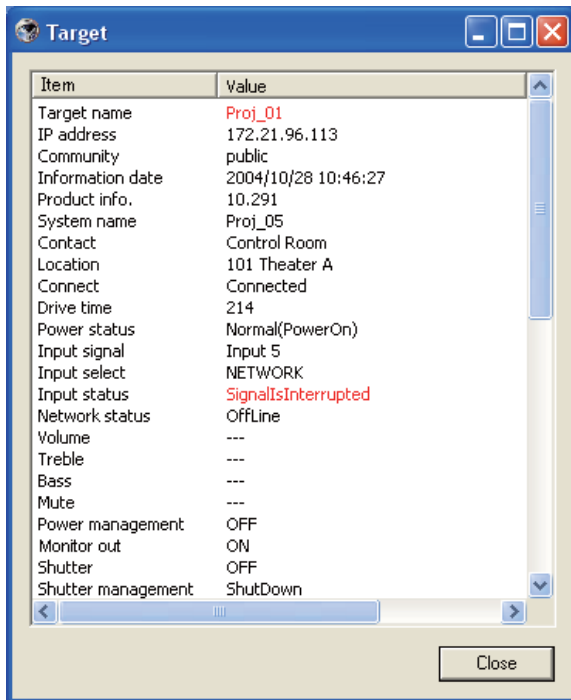 Target
Item Value
Target name Proj_01
IP address 172.21.96.113
Community public
Information date 2004/10/28 10:46:27
Product info. 10.291
System name Proj_05
Contact Control Room
Location 101 Theater A
Connect Connected
Drive time 214
Power status Normal(PowerOn)
Input signal Input 5
Input select NETWORK
Input status SignalIsInterrupted
Network status OffLine
Volume ---
Treble ---
Bass ---
Mute ---
Power management OFF
Monitor out ON
Shutter OFF
Shutter management ShutDown
Close